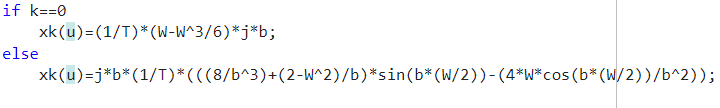 if k==0
    xk(u)=(1/T)*(W-W^3/6)*j*b;
else
    xk(u)=j*b*(1/T)*(((8/b^3)+(2-W^2)/b)*sin(b*(W/2))-(4*W*cos(b*(W/2))/b^2));